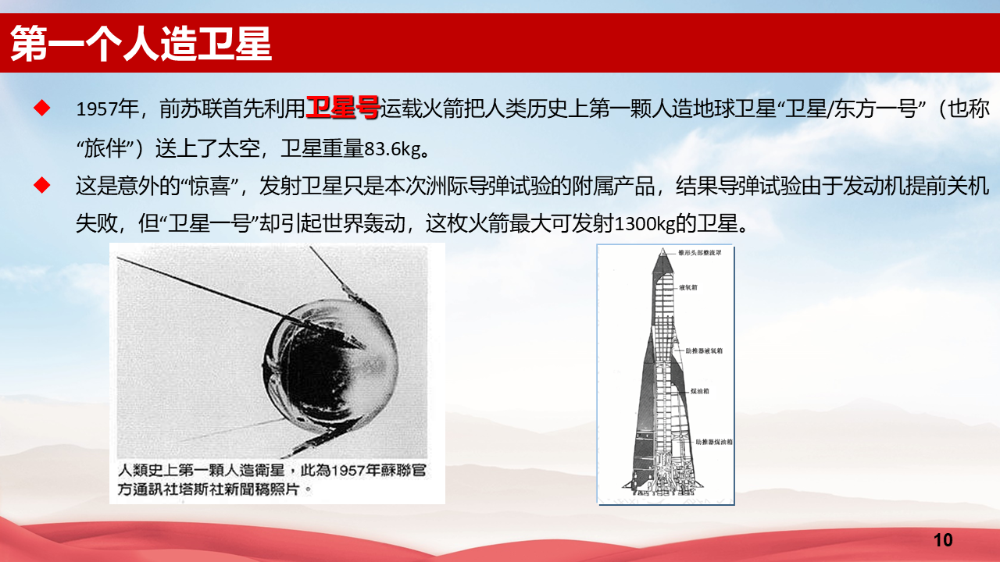 第一个人造卫星
1957年，前苏联首先利用卫星号运载火箭把人类历史上第一颗人造地球卫星“卫星/东方一号”（也称
“旅伴”）送上了太空，卫星重量83.6kg。
这是意外的“惊喜”，发射卫星只是本次洲际导弹试验的附属产品，结果导弹试验由于发动机提前关机
失败，但“卫星一号”却引起世界轰动，这枚火箭最大可发射1300kg的卫星。
人類史上第一顆人造衛星，此為1957年蘇聯官
方通訊社塔斯社新聞稿照片。
锥形头部整流罩
液氧箱
助推器液氧箱
煤油箱
助推器煤油箱
10